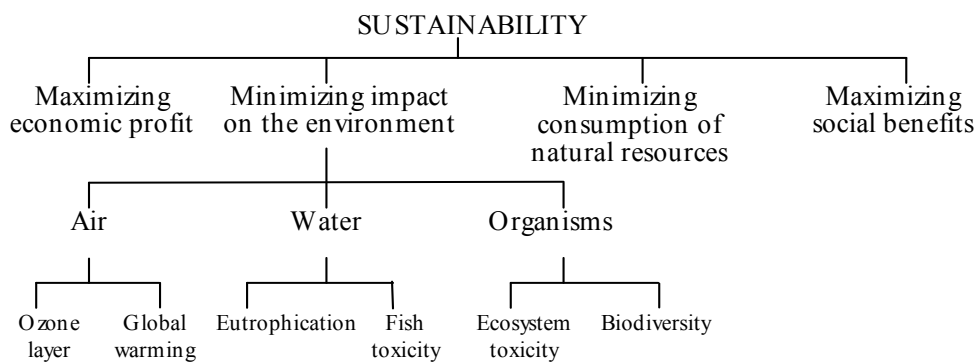 SUSTAINABILITY
Maximizing
economic profit
Minimizing impact
on the environment
Minimizing
consumption of
natural resources
Maximizing
social benefits
Air
Water
Organisms
Ozone
layer
Global
warming
Eutrophication
Fish
toxicity
Ecosystem
toxicity
Biodiversity